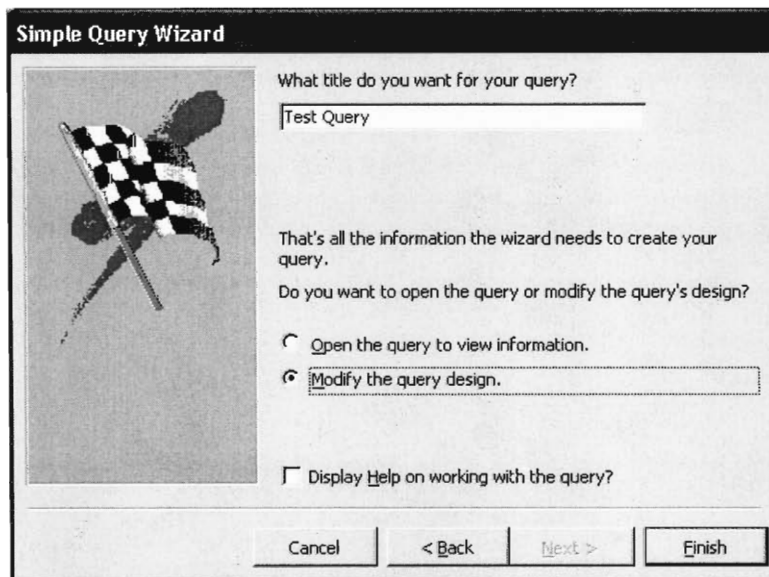 Simple Query Wizard
What title do you want for your query?
Test Query
That's all the information the wizard needs to create your
query.
Do you want to open the query or modify the query's design?
Open the query to view information.
Modify the query design.
Display Help on working with the query?
Cancel
< Back
Next >
Finish